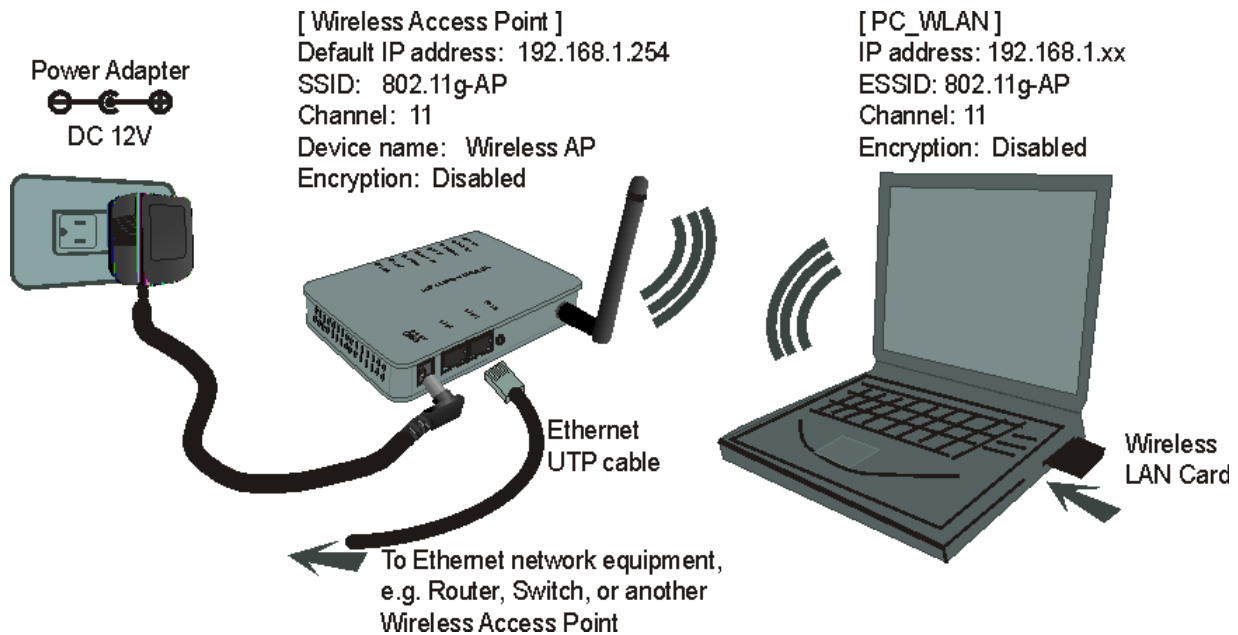 Power Adapter
DC 12V
[ Wireless Access Point ]
Default IP address: 192.168.1.254
SSID: 802.11g-AP
Channel: 11
Device name: Wireless AP
Encryption: Disabled
[ PC_WLAN ]
IP address: 192.168.1.xx
ESSID: 802.11g-AP
Channel: 11
Encryption: Disabled
Ethernet
UTP cable
Wireless
LAN Card
To Ethernet network equipment,
e.g. Router, Switch, or another
Wireless Access Point